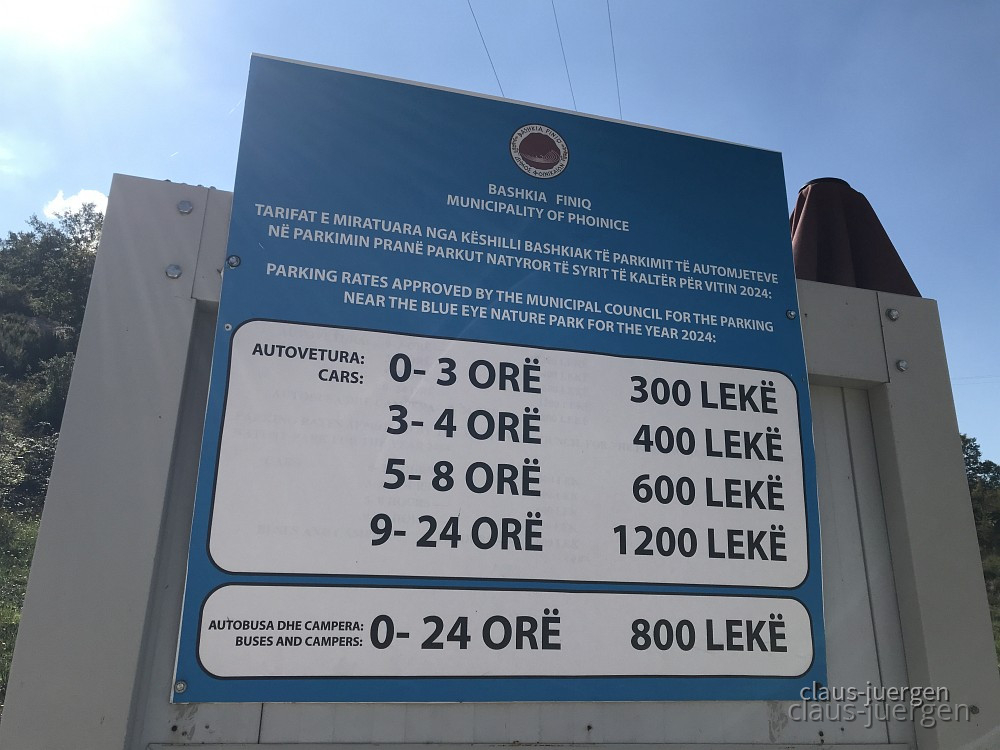 BASHKIA FINIQ
BASHKIA FINIQ
MUNICIPALITY OF PHOINICE
TARIFAT E MIRATUARA NGA KËSHILLI BASHKIAK TË PARKIMIT TË AUTOMJETEVE
NË PARKIMIN PRANË PARKUT NATYROR TË SYRIT TË KALTËR PËR VITIN 2024:
PARKING RATES APPROVED BY THE MUNICIPAL COUNCIL FOR THE PARKING
NEAR THE BLUE EYE NATURE PARK FOR THE YEAR 2024:
AUTOVETURA:
CARS:
0- 3 ORË 300 LEKË
3- 4 ORË 400 LEKË
5- 8 ORË 600 LEKË
9- 24 ORË 1200 LEKË
AUTOBUSA DHE CAMPERA:
BUSES AND CAMPERS:
0- 24 ORË 800 LEKË
claus-juergen
claus-juergen